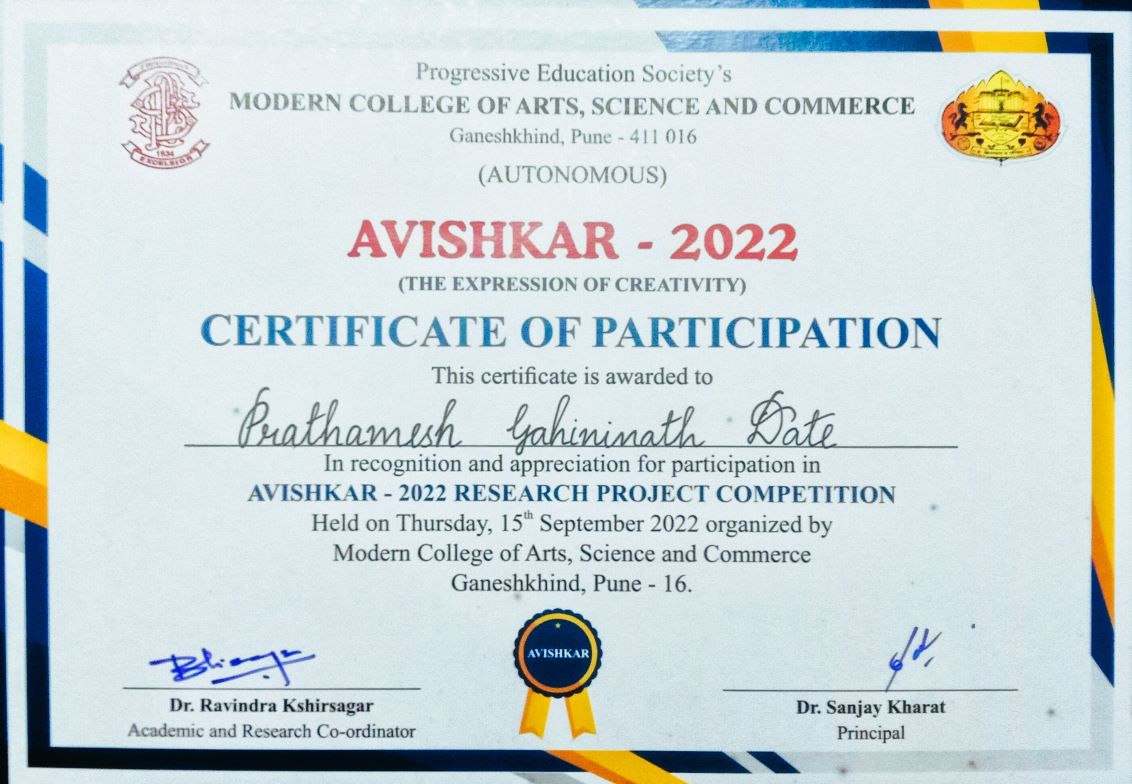 Progressive Education Society's
MODERN COLLEGE OF ARTS, SCIENCE AND COMMERCE
Ganeshkhind, Pune - 411 016
(AUTONOMOUS)
1934
EXCELSIOR
AVISHKAR - 2022
(THE EXPRESSION OF CREATIVITY)
CERTIFICATE OF PARTICIPATION
This certificate is awarded to
Prathamesh Gahininath Date
In recognition and appreciation for participation in
AVISHKAR - 2022 RESEARCH PROJECT COMPETITION
Held on Thursday, 15th September 2022 organized by
Modern College of Arts, Science and Commerce
Ganeshkhind, Pune - 16.
AVISHKAR
Dr. Ravindra Kshirsagar
Academic and Research Co-ordinator
Dr. Sanjay Kharat
Principal